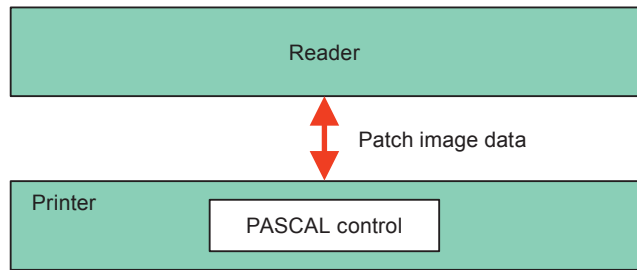 Reader
Patch image data
Printer
PASCAL control